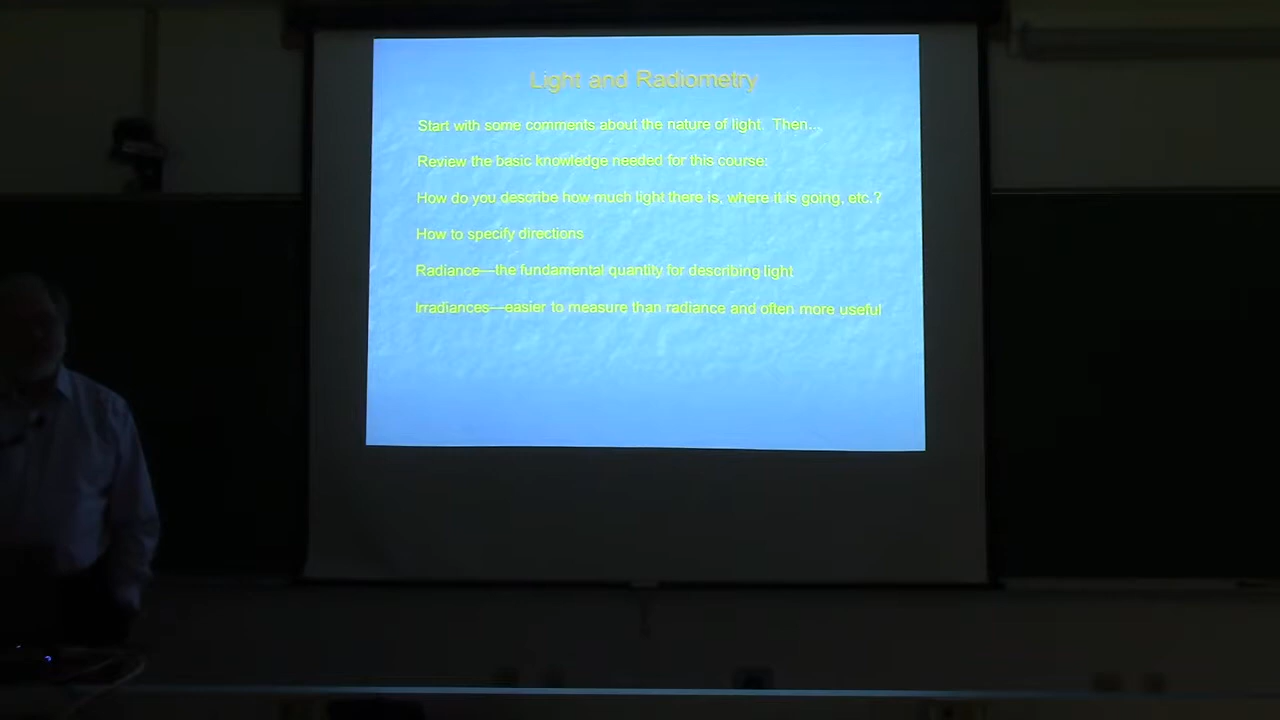 Light and Radiometry
Start with some comments about the nature of light. Then...
Review the basic knowledge needed for this course:
How do you describe how much light there is, where it is going, etc.?
How to specify directions
Radiance—the fundamental quantity for describing light
Irradiances—easier to measure than radiance and often more useful